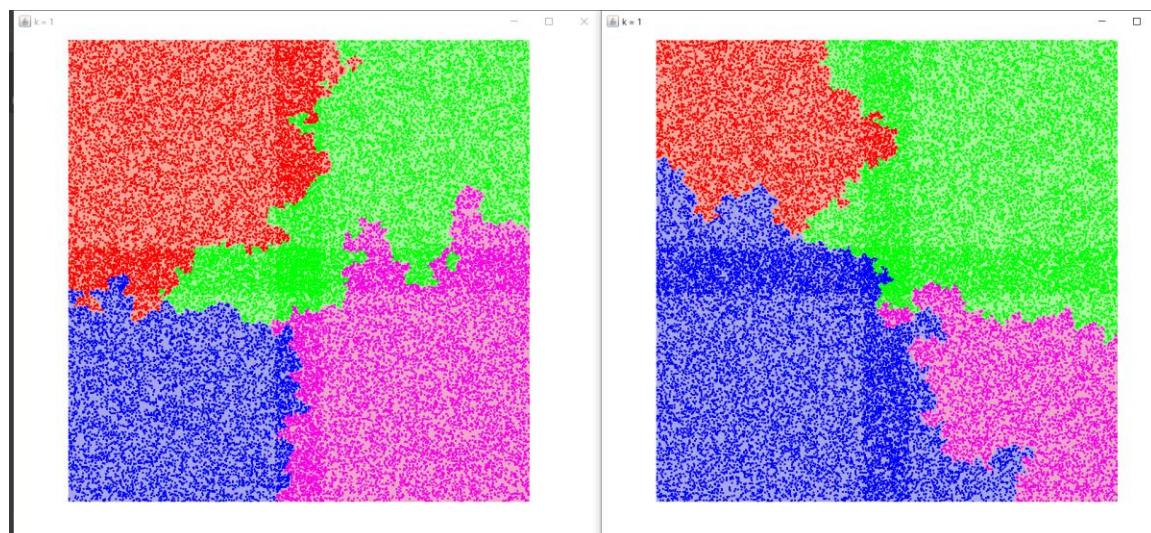 k = 1
k = 1